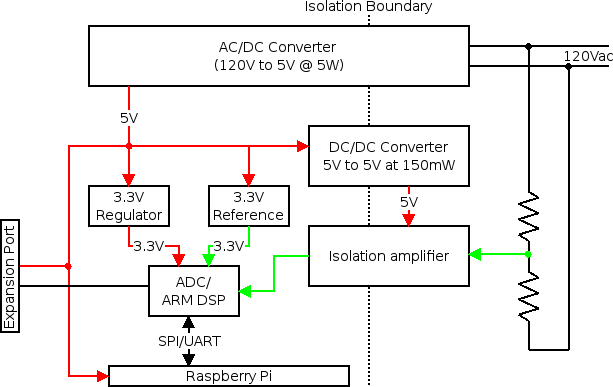 Isolation Boundary
AC/DC Converter
(120V to 5V @ 5W)
120Vac
5V
DC/DC Converter
5V to 5V at 150mW
3.3V
Regulator
3.3V
Reference
5V
Expansion Port
3.3V
3.3V
Isolation amplifier
ADC/
ARM DSP
SPI/UART
Raspberry Pi